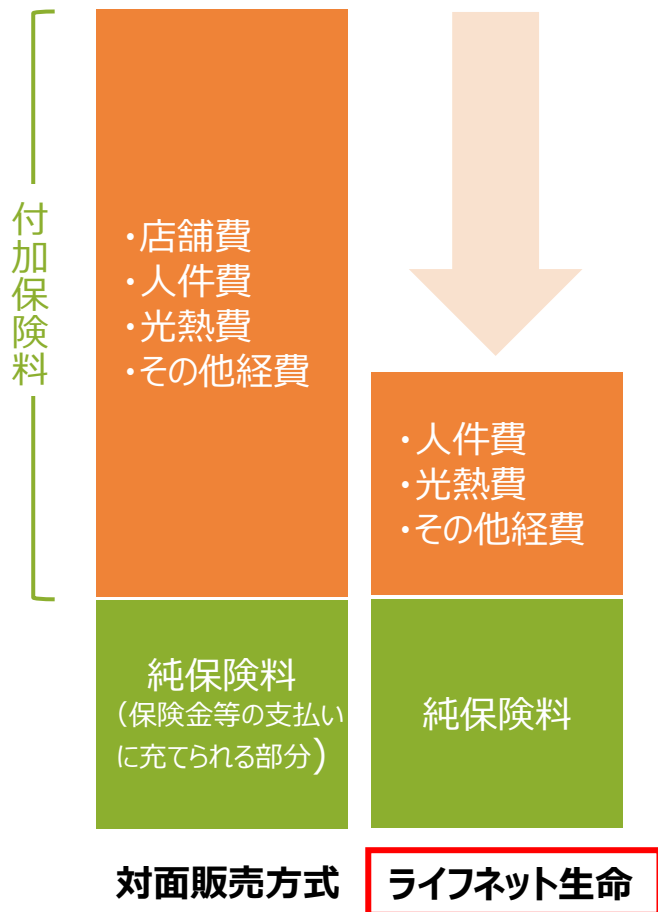 付加保険料
・店舗費
・人件費
・光熱費
・その他経費
・人件費
・光熱費
・その他経費
純保険料
（保険金等の支払い
に充てられる部分）
純保険料
対面販売方式
ライフネット生命